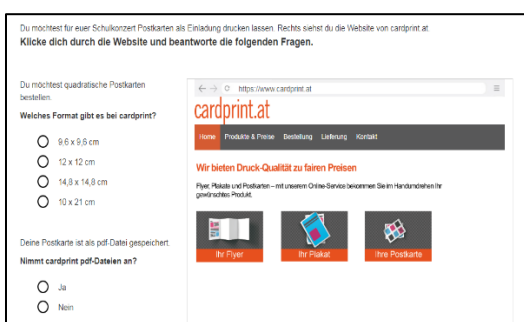 Du möchtest für euer Schulkonzert Postkarten als Einladung drucken lassen. Rechts siehst du die Website von cardprint.at
Klicke dich durch die Website und beantworte die folgenden Fragen.
Du möchtest quadratische Postkarten
bestellen.
Welches Format gibt es bei cardprint?
9,6 x 9,6 cm
12 x 12 cm
14,8 x 14,8 cm
10 x 21 cm
Deine Postkarte ist als pdf-Datei gespeichert.
Nimmt cardprint pdf-Dateien an?
Ja
Nein
https://www.cardprint.at
cardprint.at
Home Produkte & Preise Bestellung Lieferung Kontakt
Wir bieten Druck-Qualität zu fairen Preisen
Flyer, Plakate und Postkarten – mit unserem Online-Service bekommen Sie im Handumdrehen Ihr
gewünschtes Produkt.
Ihr Flyer
Ihr Plakat
Ihre Postkarte